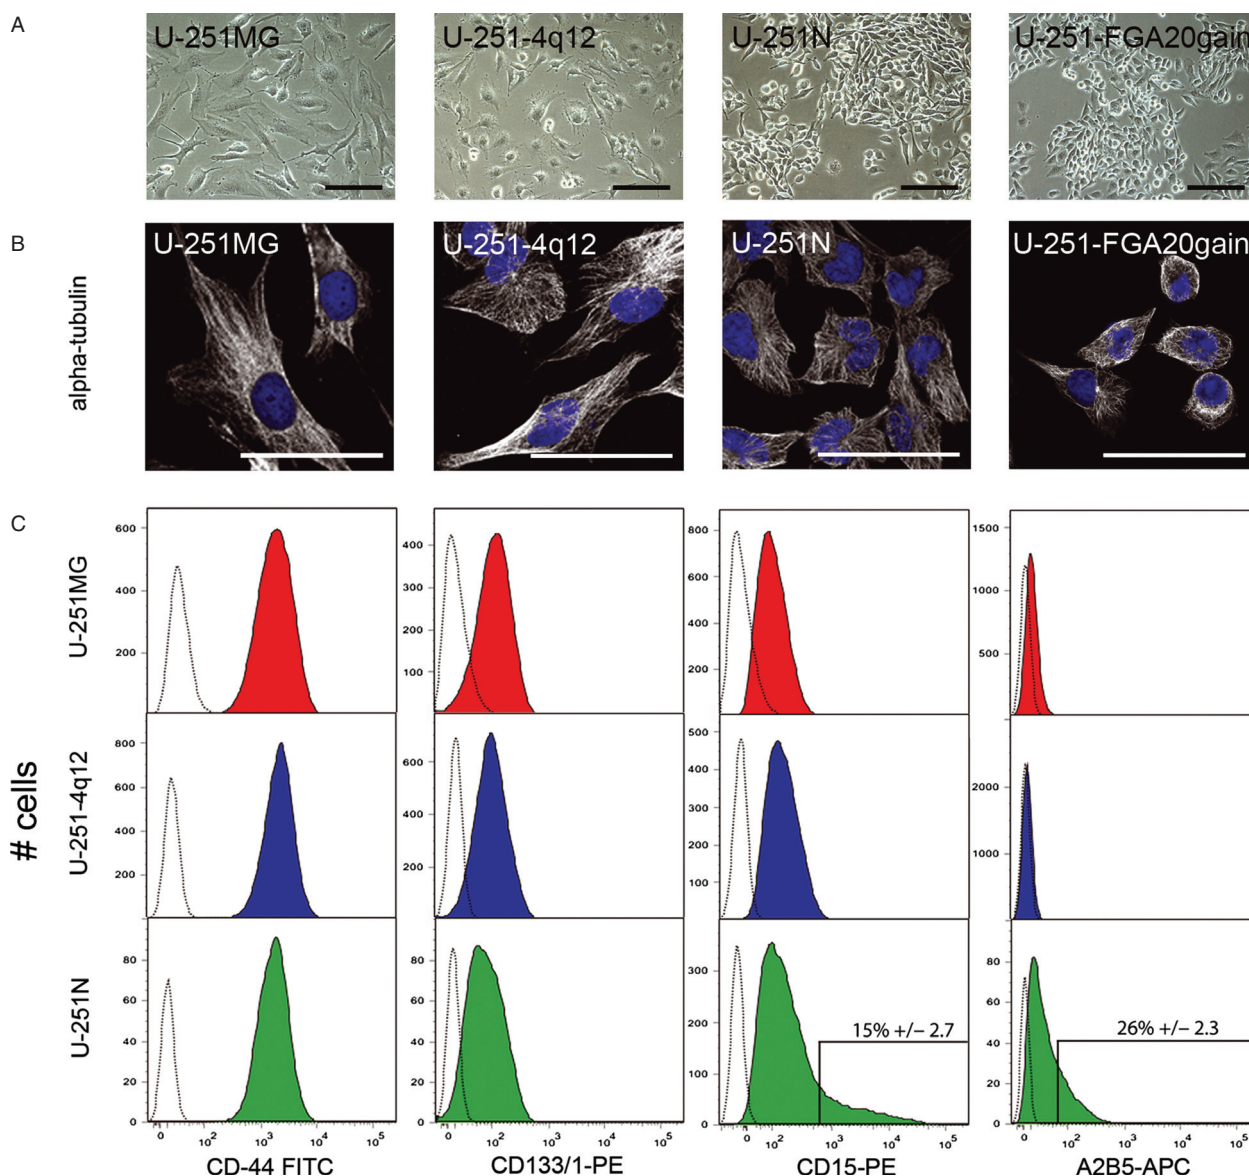 A
U-251MG
U-251-4q12
U-251N
U-251-FGA20gain
B
alpha-tubulin
U-251MG
U-251-4q12
U-251N
U-251-FGA20gain
C
# cells
U-251MG
600
400
200
400
300
200
100
800
600
400
200
0
1500
1000
500
0
U-251-4q12
800
600
400
200
600
400
200
0
500
400
300
200
100
0
2000
1000
U-251N
80
60
40
20
0
80
60
40
20
0
300
200
100
0
15% +/− 2.7
80
60
40
20
0
26% +/− 2.3
0 10² 10³ 10⁴ 10⁵
0 10² 10³ 10⁴ 10⁵
0 10² 10³ 10⁴ 10⁵
0 10² 10³ 10⁴ 10⁵
CD-44 FITC
CD133/1-PE
CD15-PE
A2B5-APC